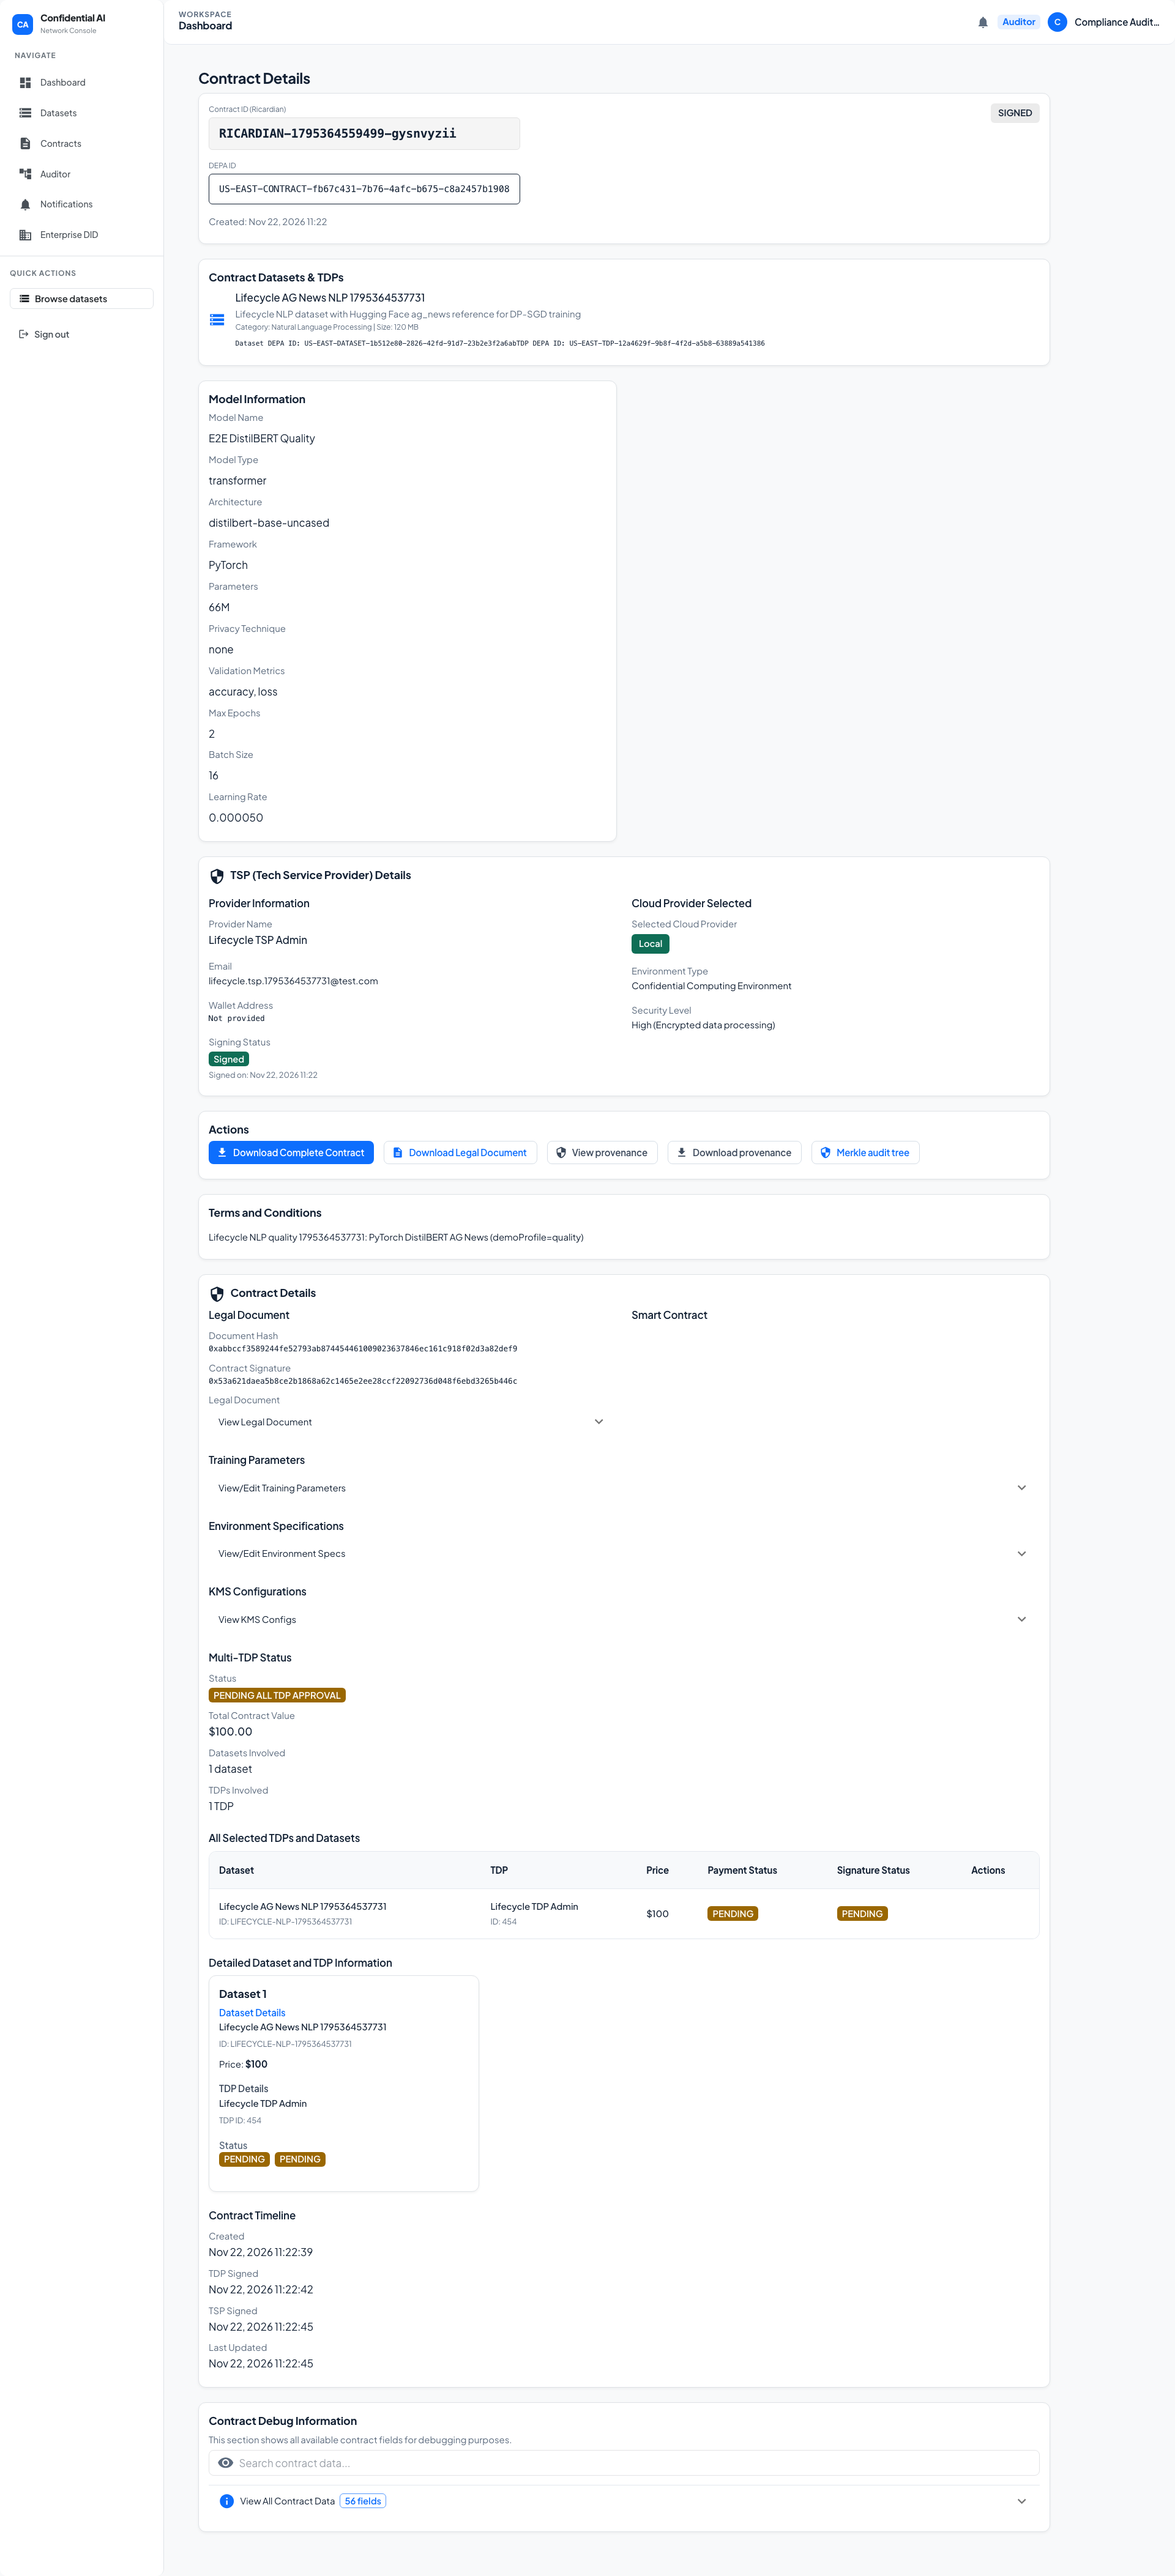 CA
Confidential AI
Network Console
NAVIGATE
Dashboard
Datasets
Contracts
Auditor
Notifications
Enterprise DID
QUICK ACTIONS
Browse datasets
Sign out
WORKSPACE
Dashboard
Auditor
C
Compliance Audit...
Contract Details
Contract ID (Ricardian)
RICARDIAN-1795364559499-gysnvyzii
SIGNED
DEPA ID
US-EAST-CONTRACT-fb67c431-7b76-4afc-b675-c8a2457b1908
Created: Nov 22, 2026 11:22
Contract Datasets & TDPs
Lifecycle AG News NLP 1795364537731
Lifecycle NLP dataset with Hugging Face ag_news reference for DP-SGD training
Category: Natural Language Processing | Size: 120 MB
Dataset DEPA ID: US-EAST-DATASET-1b512e80-2826-42fd-91d7-23b2e3f2a6abTDP DEPA ID: US-EAST-TDP-12a4629f-9b8f-4f2d-a5b8-63889a541386
Model Information
Model Name
E2E DistilBERT Quality
Model Type
transformer
Architecture
distilbert-base-uncased
Framework
PyTorch
Parameters
66M
Privacy Technique
none
Validation Metrics
accuracy, loss
Max Epochs
2
Batch Size
16
Learning Rate
0.000050
TSP (Tech Service Provider) Details
Provider Information
Provider Name
Lifecycle TSP Admin
Email
lifecycle.tsp.1795364537731@test.com
Wallet Address
Not provided
Signing Status
Signed
Signed on: Nov 22, 2026 11:22
Cloud Provider Selected
Selected Cloud Provider
Local
Environment Type
Confidential Computing Environment
Security Level
High (Encrypted data processing)
Actions
Download Complete Contract
Download Legal Document
View provenance
Download provenance
Merkle audit tree
Terms and Conditions
Lifecycle NLP quality 1795364537731: PyTorch DistilBERT AG News (demoProfile=quality)
Contract Details
Legal Document
Smart Contract
Document Hash
0xabbccf3589244fe52793ab874454461009023637846ec161c918f02d3a82def9
Contract Signature
0x53a621daea5b8ce2b1868a62c1465e2ee28ccf22092736d048f6ebd3265b446c
Legal Document
View Legal Document
Training Parameters
View/Edit Training Parameters
Environment Specifications
View/Edit Environment Specs
KMS Configurations
View KMS Configs
Multi-TDP Status
Status
PENDING ALL TDP APPROVAL
Total Contract Value
$100.00
Datasets Involved
1 dataset
TDPs Involved
1 TDP
All Selected TDPs and Datasets
Dataset TDP Price Payment Status Signature Status Actions
Lifecycle AG News NLP 1795364537731 Lifecycle TDP Admin $100 PENDING PENDING
ID: LIFECYCLE-NLP-1795364537731 ID: 454
Detailed Dataset and TDP Information
Dataset 1
Dataset Details
Lifecycle AG News NLP 1795364537731
ID: LIFECYCLE-NLP-1795364537731
Price: $100
TDP Details
Lifecycle TDP Admin
TDP ID: 454
Status
PENDING PENDING
Contract Timeline
Created
Nov 22, 2026 11:22:39
TDP Signed
Nov 22, 2026 11:22:42
TSP Signed
Nov 22, 2026 11:22:45
Last Updated
Nov 22, 2026 11:22:45
Contract Debug Information
This section shows all available contract fields for debugging purposes.
Search contract data...
View All Contract Data 56 fields